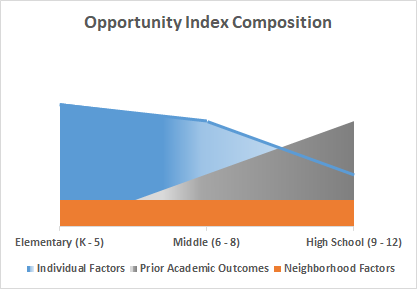 Opportunity Index Composition
Elementary (K - 5) Middle (6 - 8) High School (9 - 12)
Individual Factors Prior Academic Outcomes Neighborhood Factors